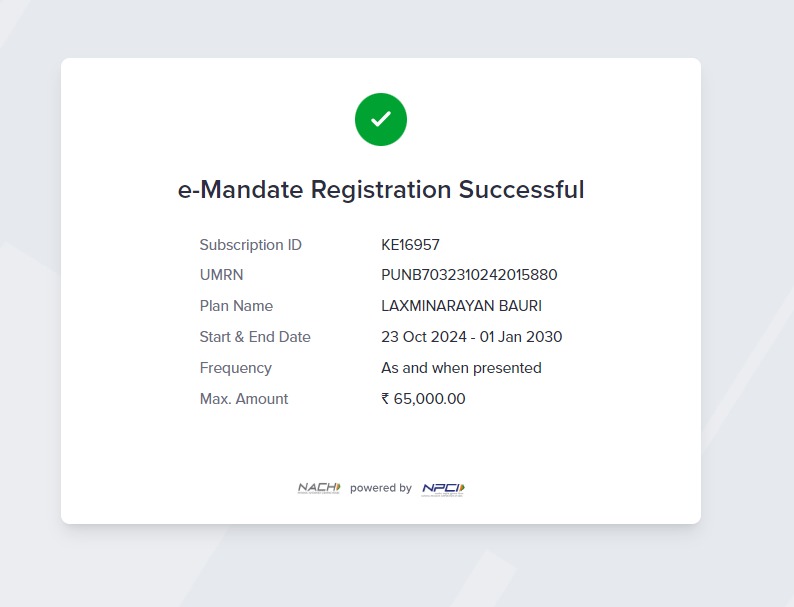 e-Mandate Registration Successful
Subscription ID KE16957
UMRN PUNB7032310242015880
Plan Name LAXMINARAYAN BAURI
Start & End Date 23 Oct 2024 - 01 Jan 2030
Frequency As and when presented
Max. Amount ₹ 65,000.00
NACH powered by NPCI